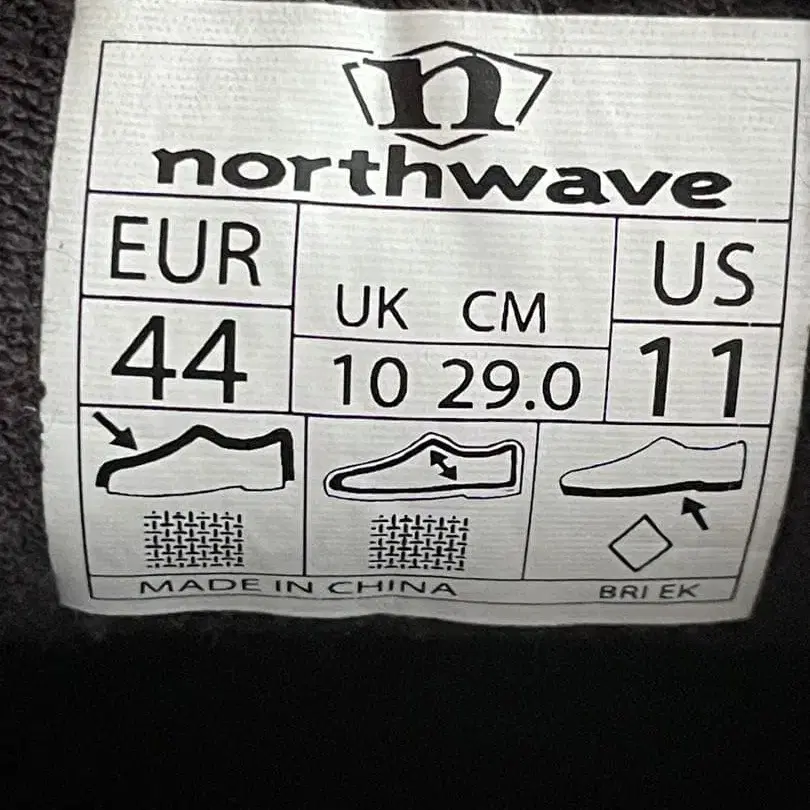 n
northwave
EUR UK CM US
44 10 29.0 11
MADE IN CHINA BRI EK